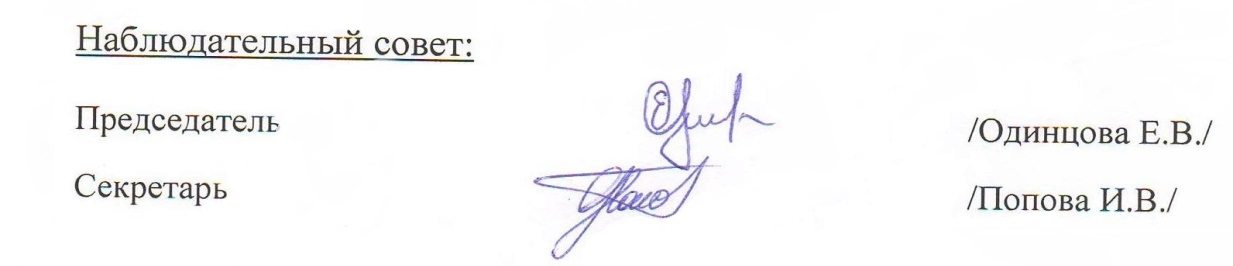 Наблюдательный совет:
Председатель /Одинцова Е.В./
Секретарь /Попова И.В./